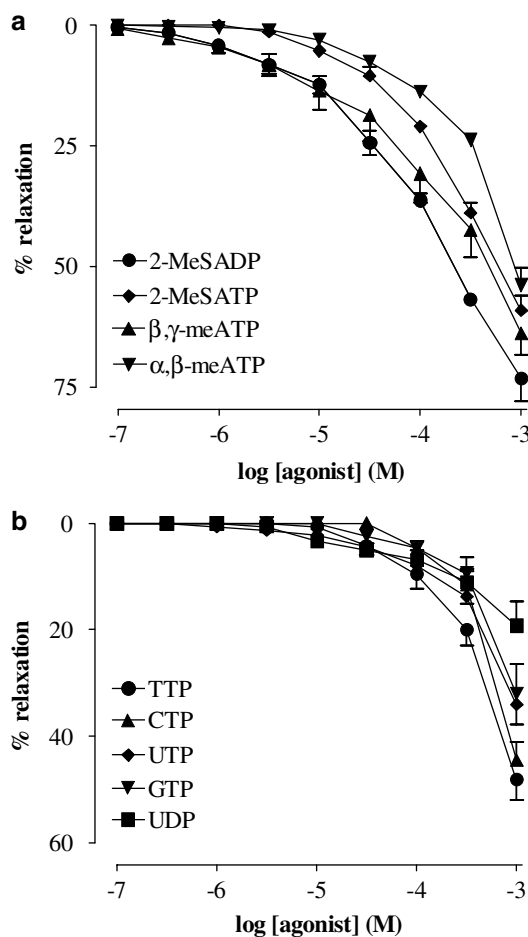 a
0
25
50
75
% relaxation
2-MeSADP
2-MeSATP
β,γ-meATP
α,β-meATP
-7 -6 -5 -4 -3
log [agonist] (M)
b
0
20
40
60
% relaxation
TTP
CTP
UTP
GTP
UDP
-7 -6 -5 -4 -3
log [agonist] (M)